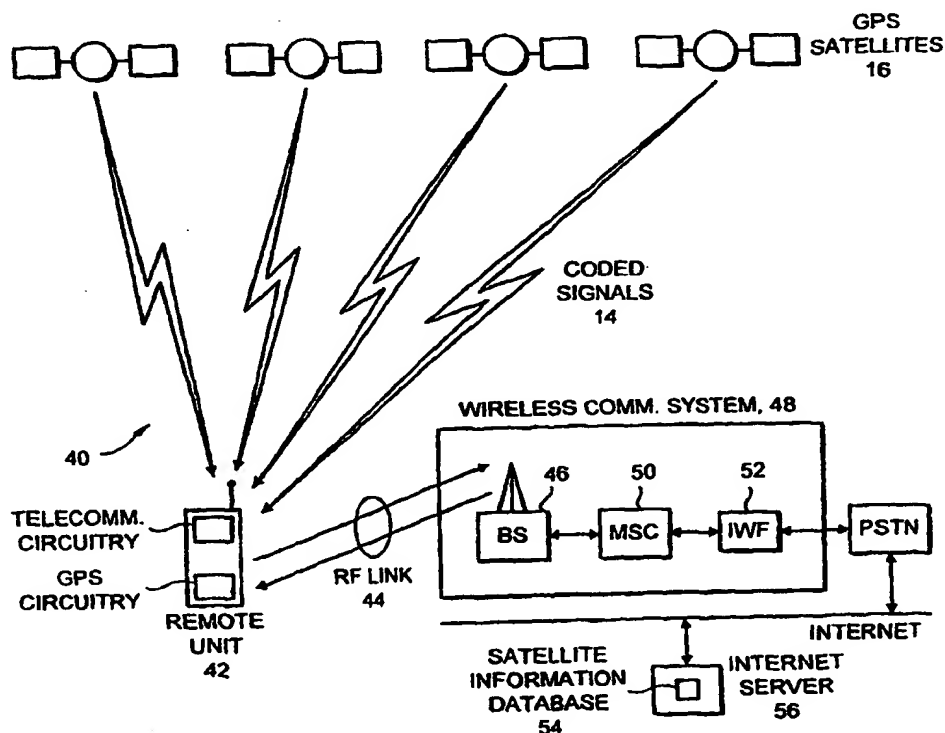 GPS
SATELLITES
16
CODED
SIGNALS
14
WIRELESS COMM. SYSTEM, 48
40
46
50
52
TELECOMM.
CIRCUITRY
BS
MSC
IWF
PSTN
GPS
CIRCUITRY
RF LINK
44
REMOTE
UNIT
42
INTERNET
SATELLITE
INFORMATION
DATABASE
54
INTERNET
SERVER
56